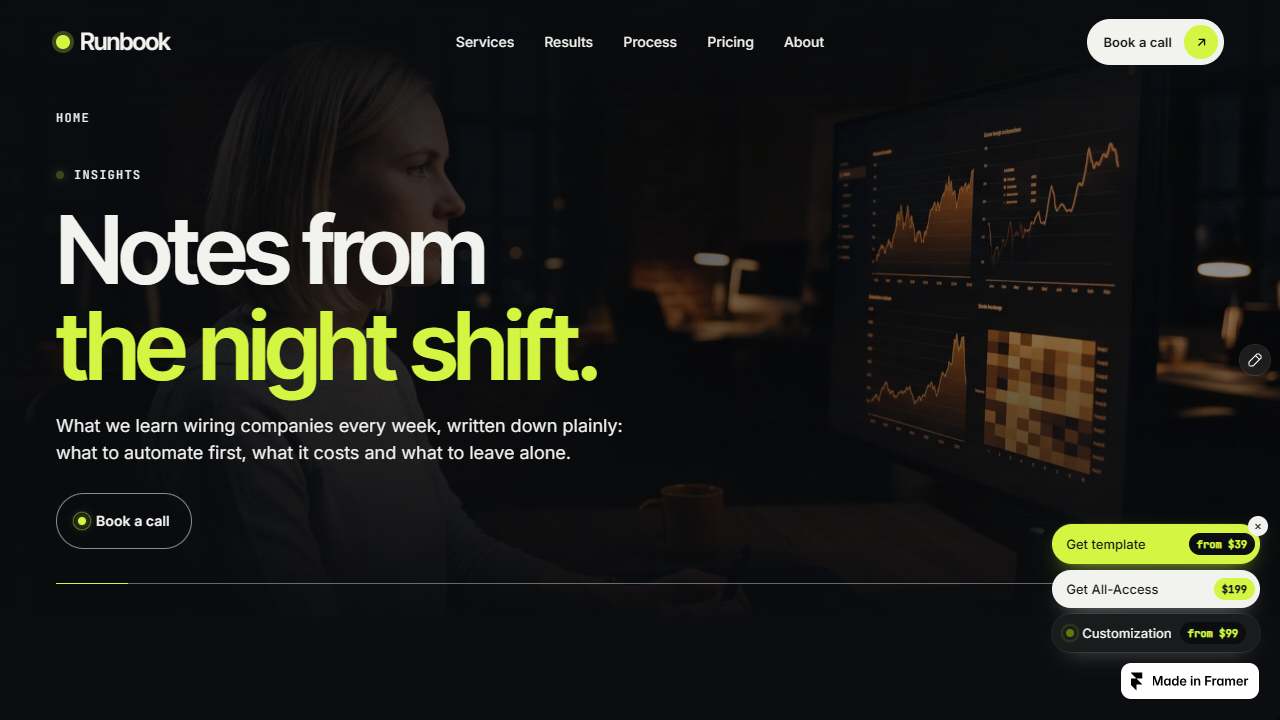 Runbook
Services
Results
Process
Pricing
About
Book a call
HOME
INSIGHTS
Notes from
the night shift.
What we learn wiring companies every week, written down plainly:
what to automate first, what it costs and what to leave alone.
Book a call
Get template
from $39
Get All-Access
$199
Customization
from $99
Made in Framer